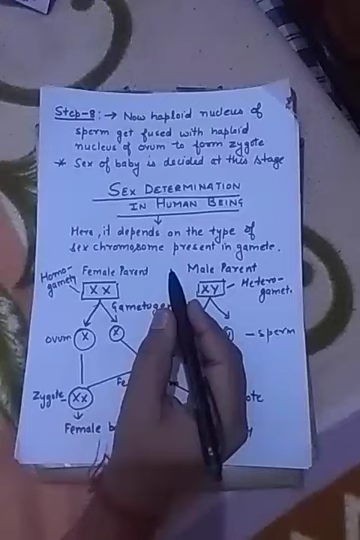 Step-8:→ Now haploid nucleus of
sperm get fused with haploid
nucleus of ovum to form zygote
* Sex of baby is decided at this stage
SEX DETERMINATION
IN HUMAN BEING
Here, it depends on the type of
sex chromosome present in gamete.
Homo-
gametic
Female Parent
Male Parent
XX
XY
Hetero-
gamet.
Gametogen
ovum
X
X
- sperm
Zygote
XX
Fe
ote
Female b